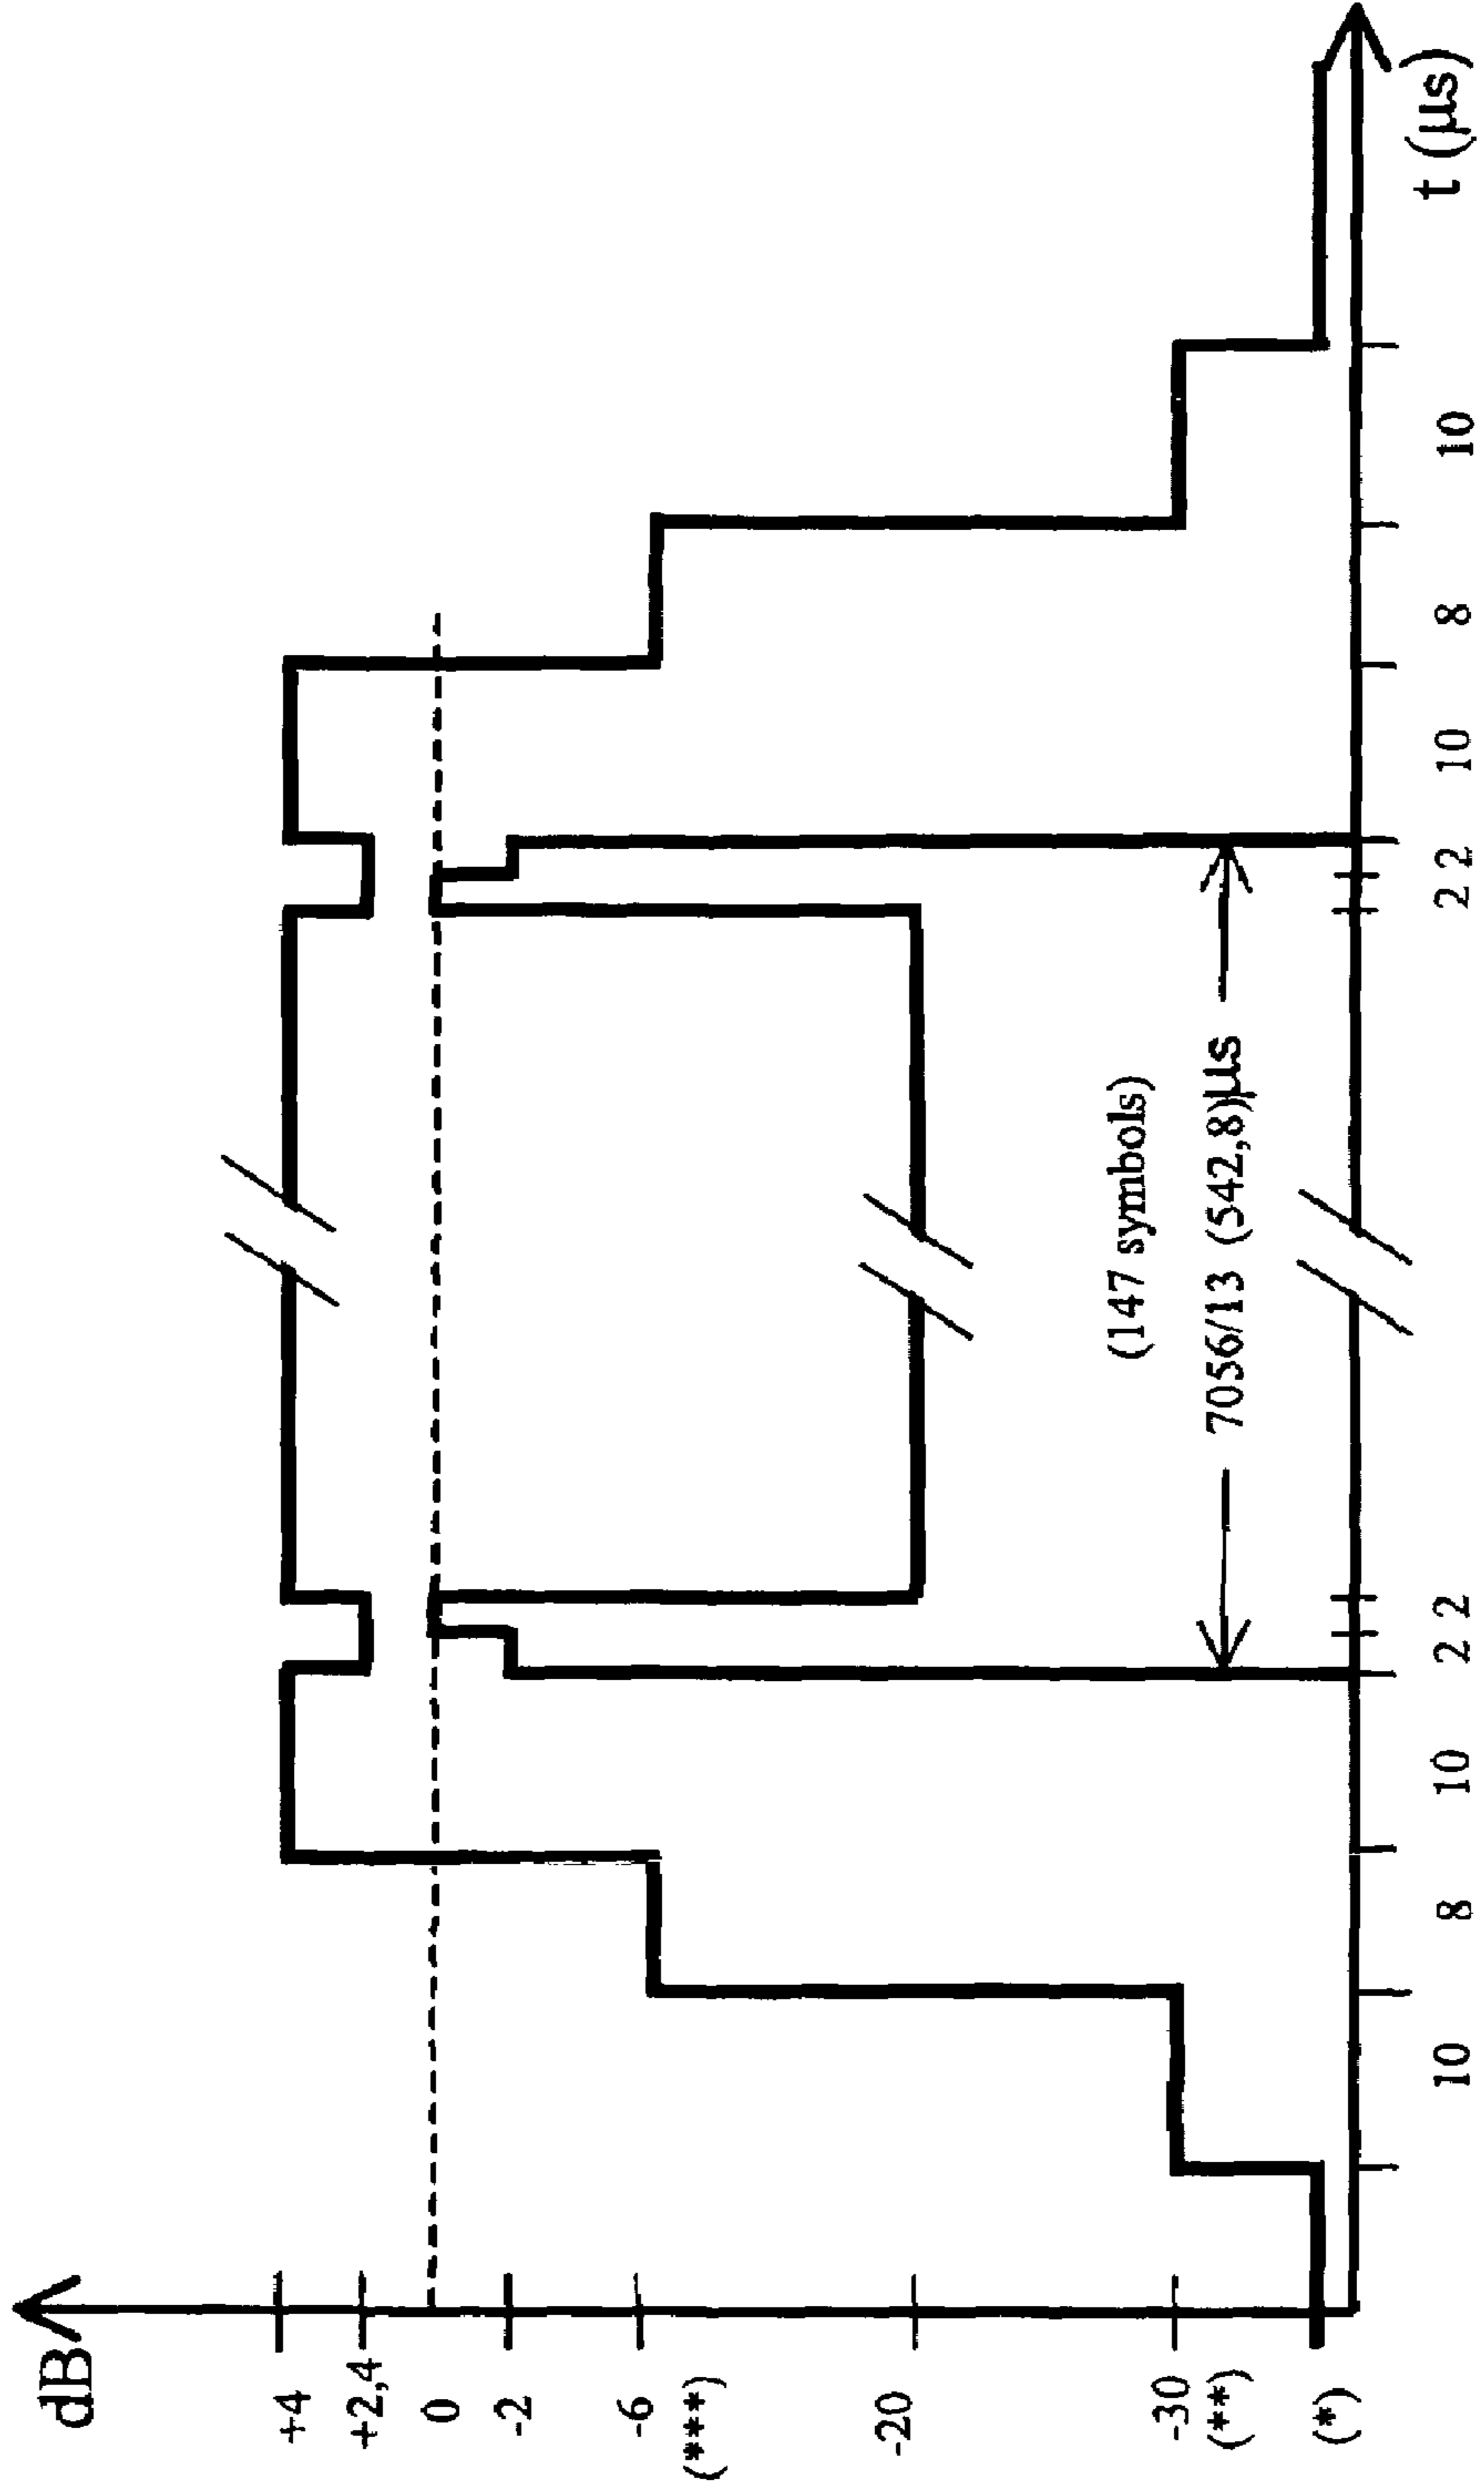 dB
+4
+2,4
0
-2
-6
(***)
-20
-30
(**)
(*)
(147 symbols)
7056/13 (542,8)µs
10 8 10 2 2 2 2 10 8 10
t (µs)